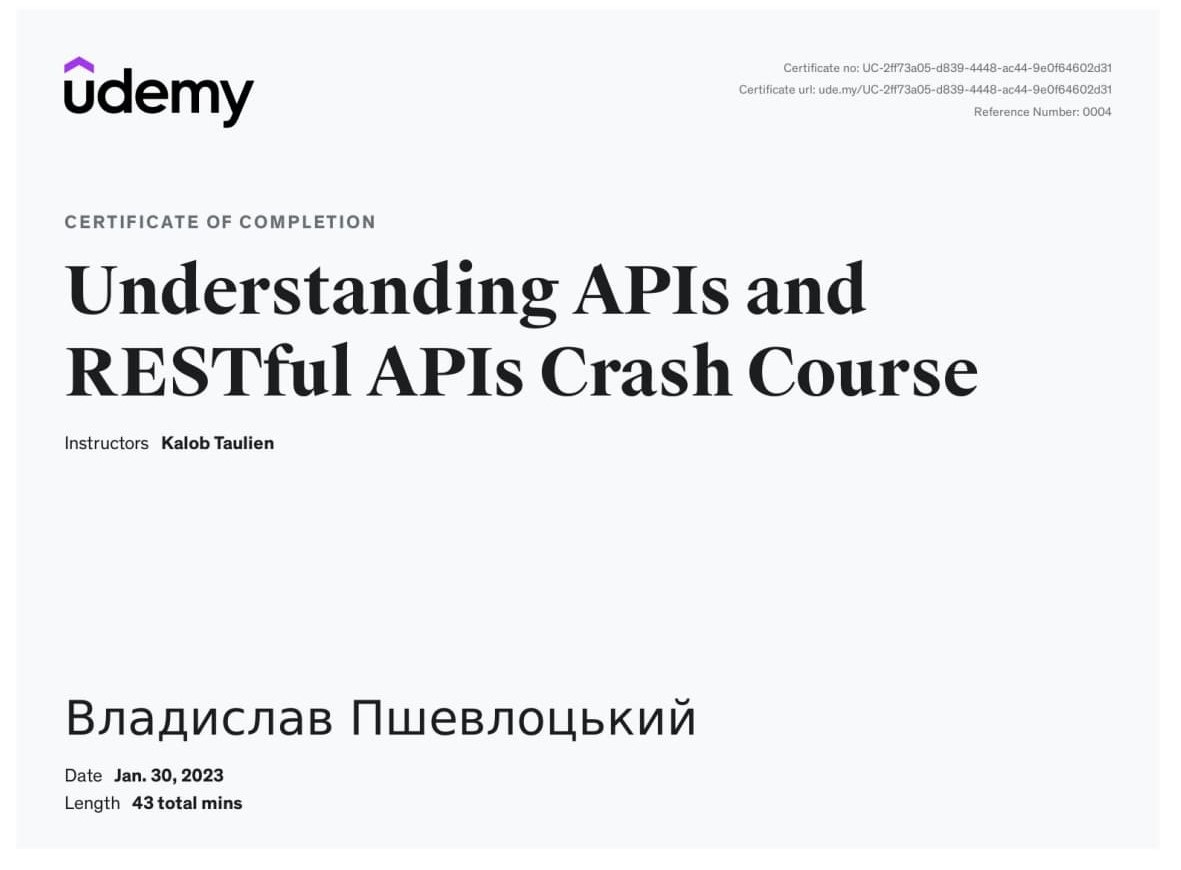 udemy
Certificate no: UC-2ff73a05-d839-4448-ac44-9e0f64602d31
Certificate url: ude.my/UC-2ff73a05-d839-4448-ac44-9e0f64602d31
Reference Number: 0004
CERTIFICATE OF COMPLETION
Understanding APIs and
RESTful APIs Crash Course
Instructors Kalob Taulien
Владислав Пшевлоцький
Date Jan. 30, 2023
Length 43 total mins